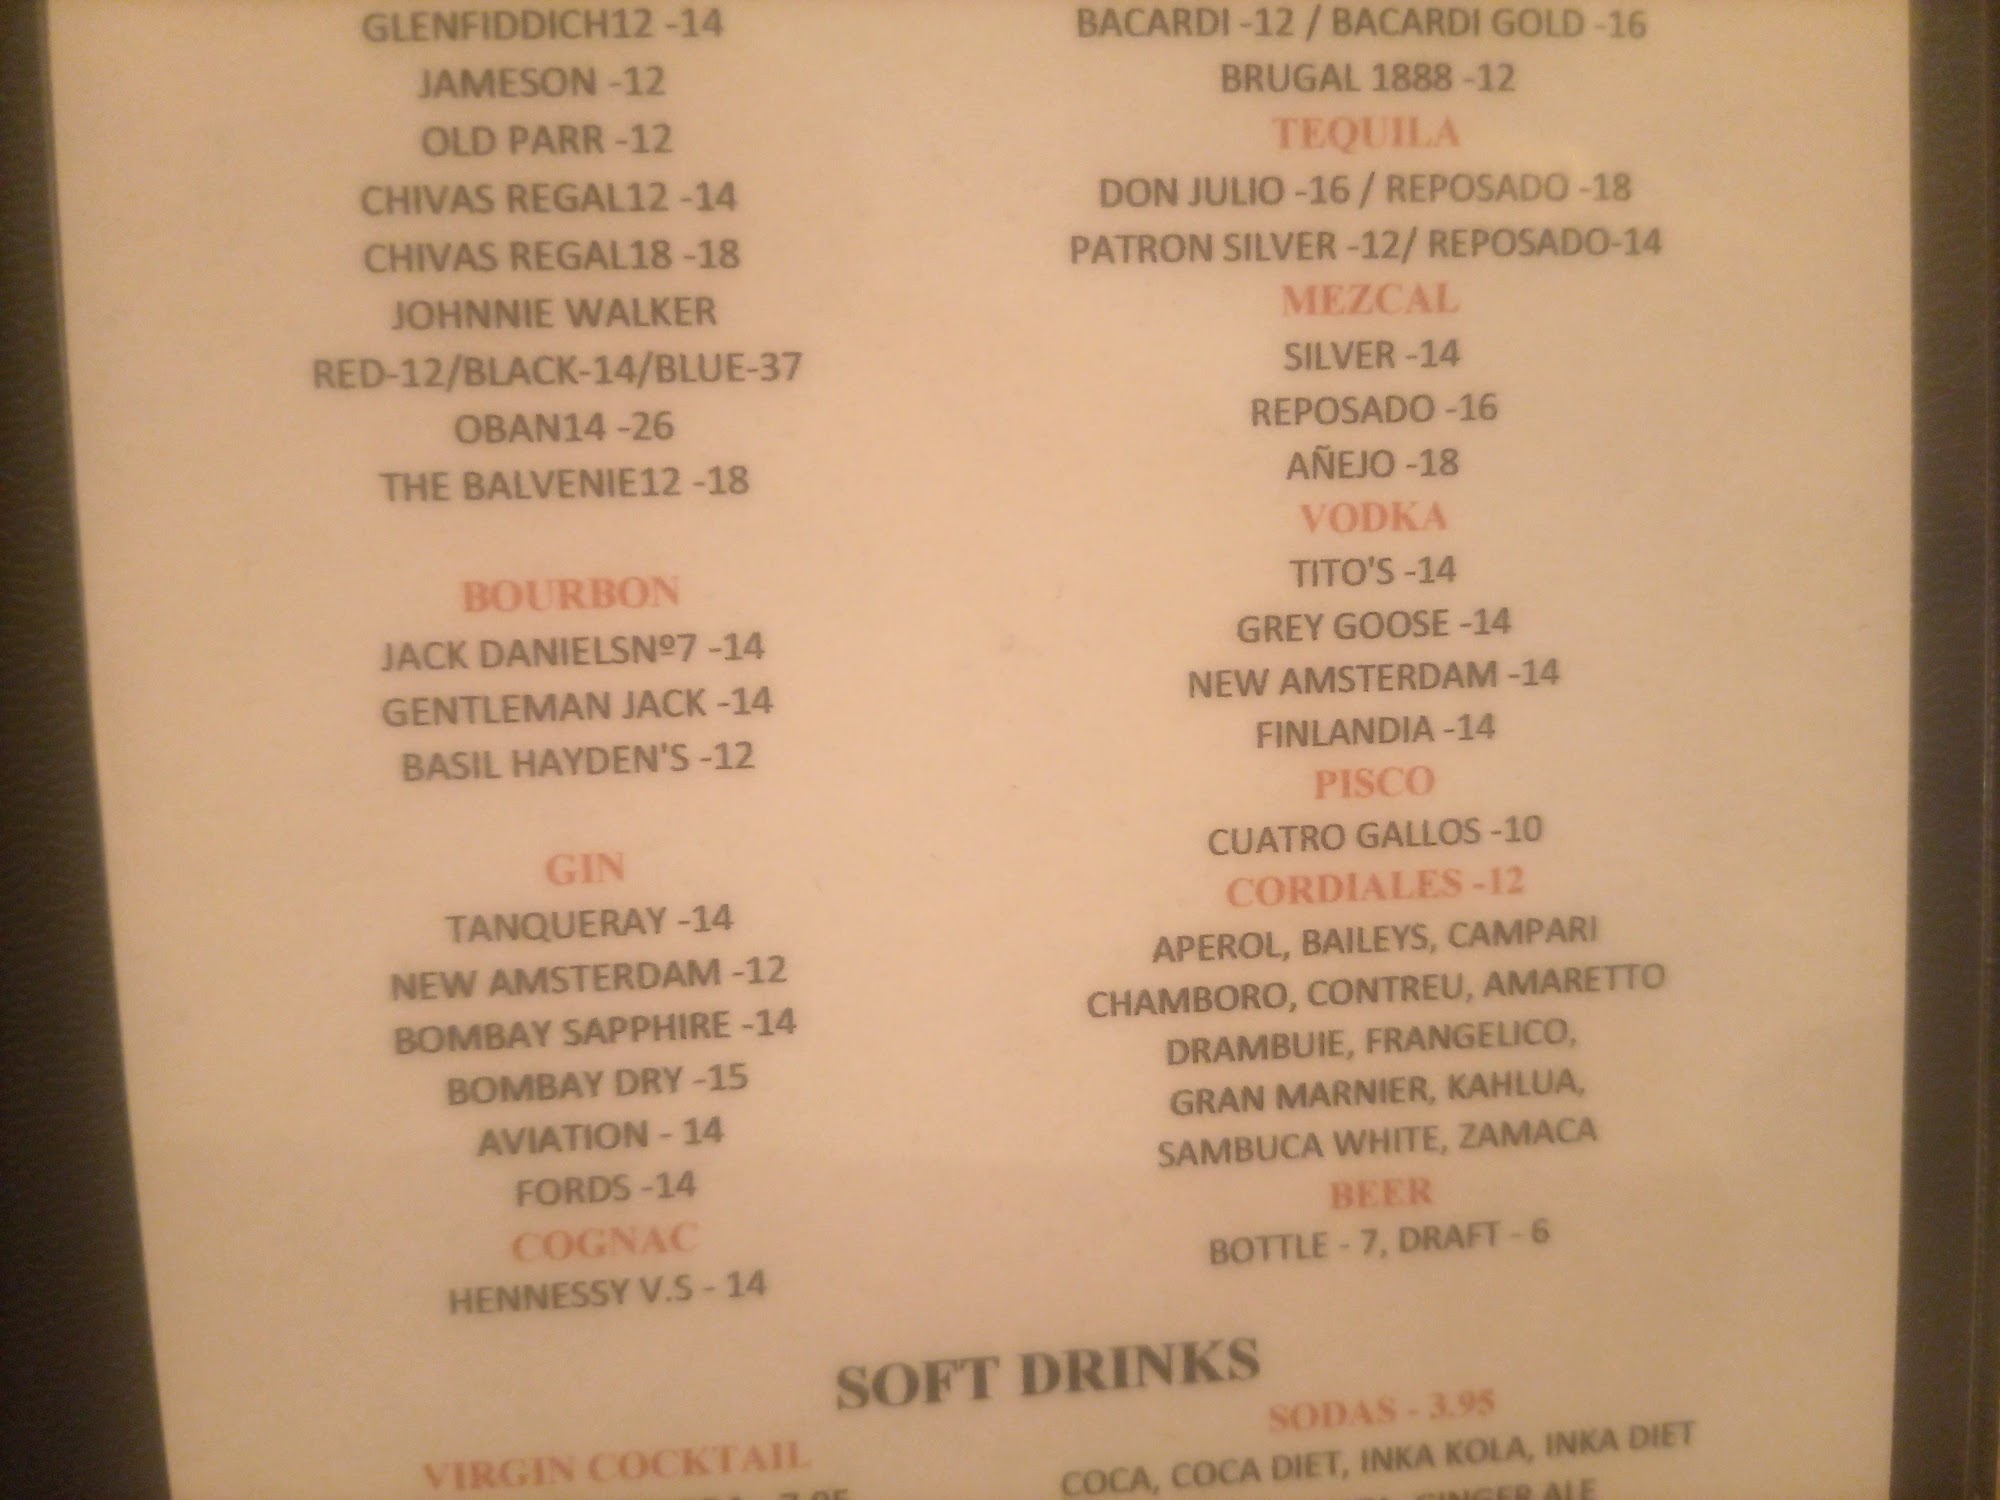 GLENFIDDICH12 -14
JAMESON -12
OLD PARR -12
CHIVAS REGAL12 -14
CHIVAS REGAL18 -18
JOHNNIE WALKER
RED-12/BLACK-14/BLUE-37
OBAN14 -26
THE BALVENIE12 -18
BOURBON
JACK DANIELSNº7 -14
GENTLEMAN JACK -14
BASIL HAYDEN'S -12
GIN
TANQUERAY -14
NEW AMSTERDAM -12
BOMBAY SAPPHIRE -14
BOMBAY DRY -15
AVIATION - 14
FORDS -14
COGNAC
HENNESSY V.S - 14
BACARDI -12 / BACARDI GOLD -16
BRUGAL 1888 -12
TEQUILA
DON JULIO -16 / REPOSADO -18
PATRON SILVER -12/ REPOSADO-14
MEZCAL
SILVER -14
REPOSADO -16
AÑEJO -18
VODKA
TITO'S -14
GREY GOOSE -14
NEW AMSTERDAM -14
FINLANDIA -14
PISCO
CUATRO GALLOS -10
CORDIALES -12
APEROL, BAILEYS, CAMPARI
CHAMBORO, CONTREU, AMARETTO
DRAMBUIE, FRANGELICO,
GRAN MARNIER, KAHLUA,
SAMBUCA WHITE, ZAMACA
BEER
BOTTLE - 7, DRAFT - 6
SOFT DRINKS
VIRGIN COCKTAIL
SODAS - 3.95
COCA, COCA DIET, INKA KOLA, INKA DIET
GINGER ALE